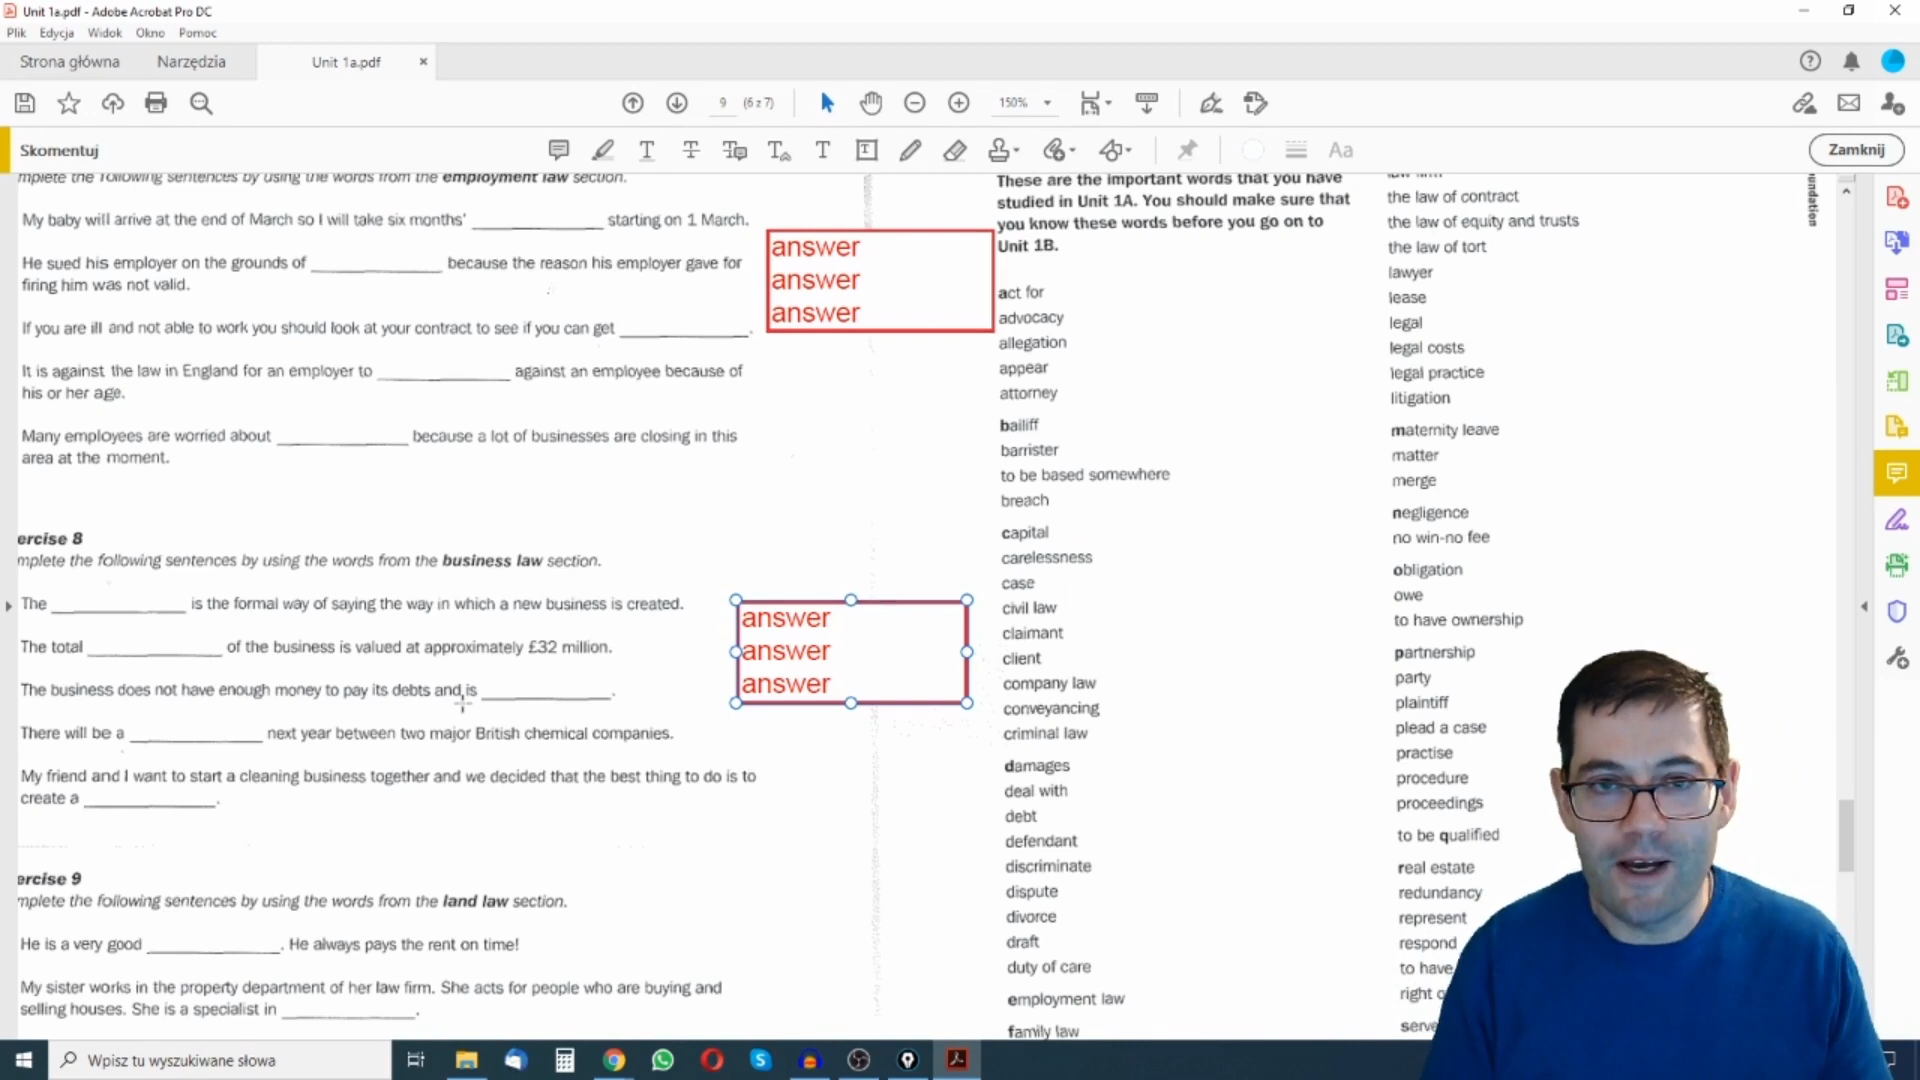 Unit 1a.pdf - Adobe Acrobat Pro DC
Plik Edycja Widok Okno Pomoc
Strona główna Narzędzia Unit 1a.pdf
9 (6 z 7) 150%
Skomentuj Zamknij
mplete the following sentences by using the words from the employment law section.
My baby will arrive at the end of March so I will take six months' ____________ starting on 1 March.
He sued his employer on the grounds of ____________ because the reason his employer gave for
firing him was not valid.
If you are ill and not able to work you should look at your contract to see if you can get ____________.
It is against the law in England for an employer to ____________ against an employee because of
his or her age.
Many employees are worried about ____________ because a lot of businesses are closing in this
area at the moment.
ercise 8
mplete the following sentences by using the words from the business law section.
The ____________ is the formal way of saying the way in which a new business is created.
The total ____________ of the business is valued at approximately £32 million.
The business does not have enough money to pay its debts and is ____________.
There will be a ____________ next year between two major British chemical companies.
My friend and I want to start a cleaning business together and we decided that the best thing to do is to
create a ____________.
ercise 9
mplete the following sentences by using the words from the land law section.
He is a very good ____________. He always pays the rent on time!
My sister works in the property department of her law firm. She acts for people who are buying and
selling houses. She is a specialist in ____________.
answer
answer
answer
answer
answer
answer
These are the important words that you have
studied in Unit 1A. You should make sure that
you know these words before you go on to
Unit 1B.
act for
advocacy
allegation
appear
attorney
bailiff
barrister
to be based somewhere
breach
capital
carelessness
case
civil law
claimant
client
company law
conveyancing
criminal law
damages
deal with
debt
defendant
discriminate
dispute
divorce
draft
duty of care
employment law
family law
law firm
the law of contract
the law of equity and trusts
the law of tort
lawyer
lease
legal
legal costs
legal practice
litigation
maternity leave
matter
merge
negligence
no win-no fee
obligation
owe
to have ownership
partnership
party
plaintiff
plead a case
practise
procedure
proceedings
to be qualified
real estate
redundancy
represent
respond
to have
right
serve
undation
Wpisz tu wyszukiwane słowa